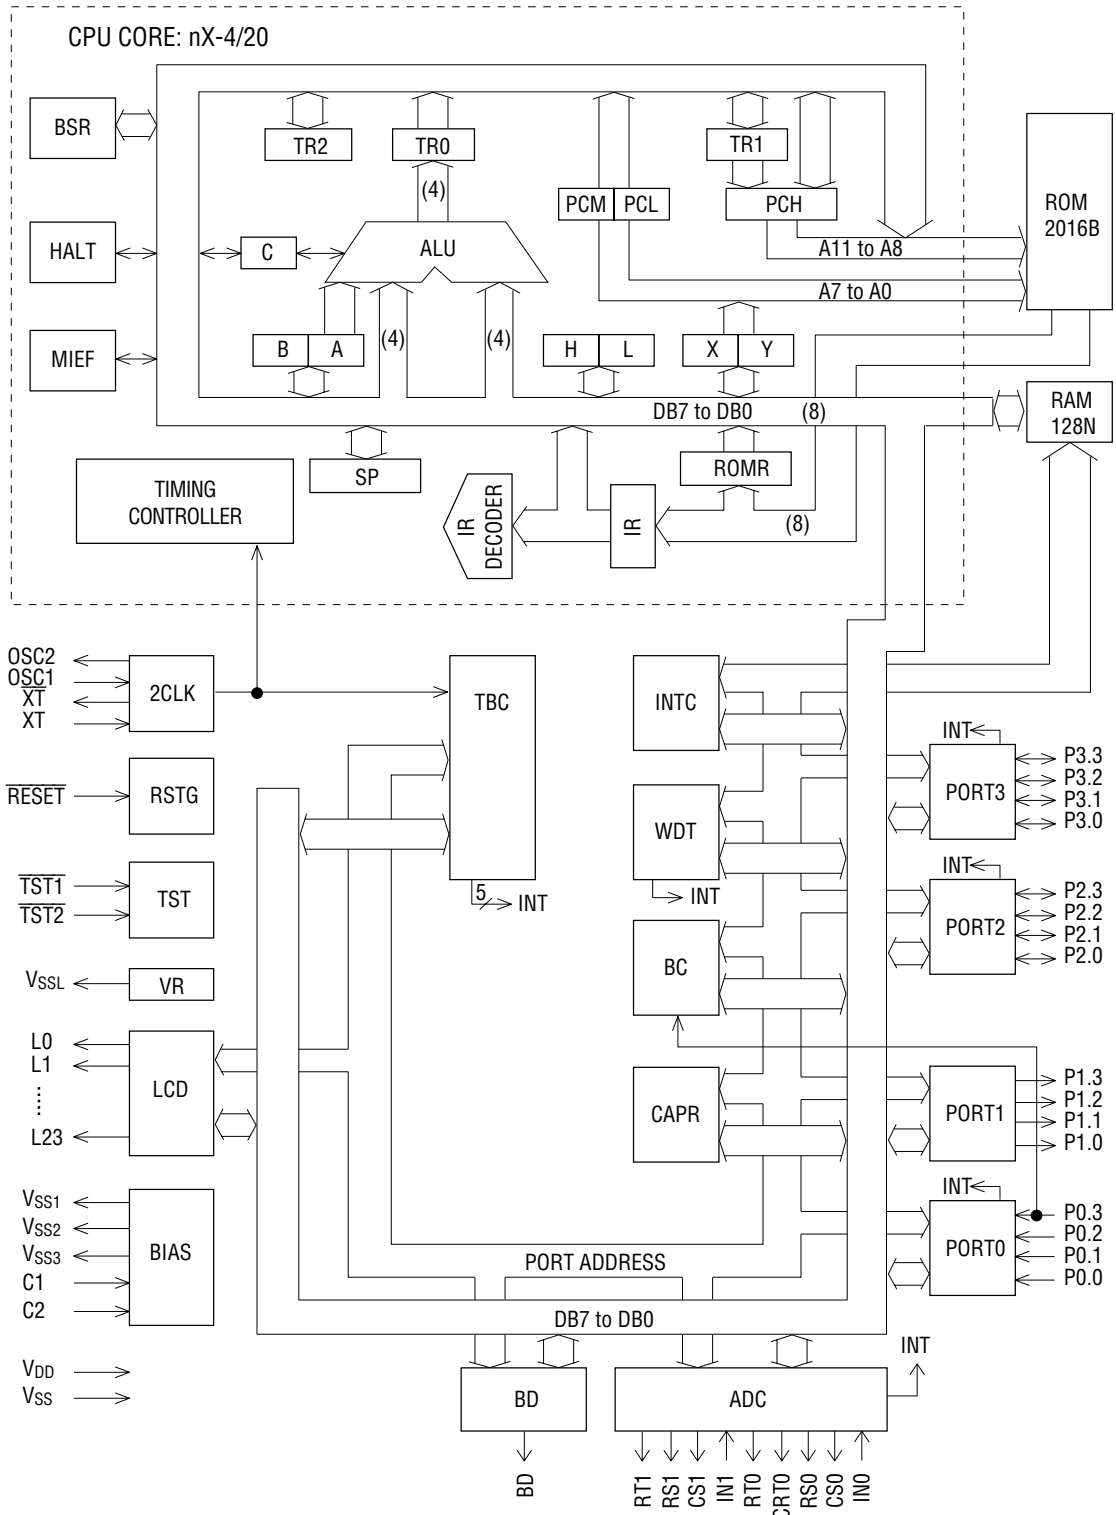 CPU CORE: nX-4/20
BSR
TR2
TR0
TR1
ROM
2016B
(4)
PCM
PCL
PCH
HALT
C
ALU
A11 to A8
A7 to A0
MIEF
B
A
(4)
(4)
H
L
X
Y
DB7 to DB0
(8)
RAM
128N
TIMING
CONTROLLER
SP
IR
DECODER
IR
ROMR
(8)
OSC2
OSC1
XT
XT
2CLK
TBC
INTC
INT
PORT3
P3.3
P3.2
P3.1
P3.0
RESET
RSTG
WDT
INT
5
INT
TST1
TST2
TST
INT
PORT2
P2.3
P2.2
P2.1
P2.0
VSSL
VR
BC
L0
L1
L23
LCD
CAPR
PORT1
P1.3
P1.2
P1.1
P1.0
VSS1
VSS2
VSS3
C1
C2
BIAS
INT
PORT0
P0.3
P0.2
P0.1
P0.0
PORT ADDRESS
DB7 to DB0
VDD
VSS
BD
ADC
INT
BD
RT1
RS1
CS1
IN1
RT0
CRT0
RS0
CS0
IN0